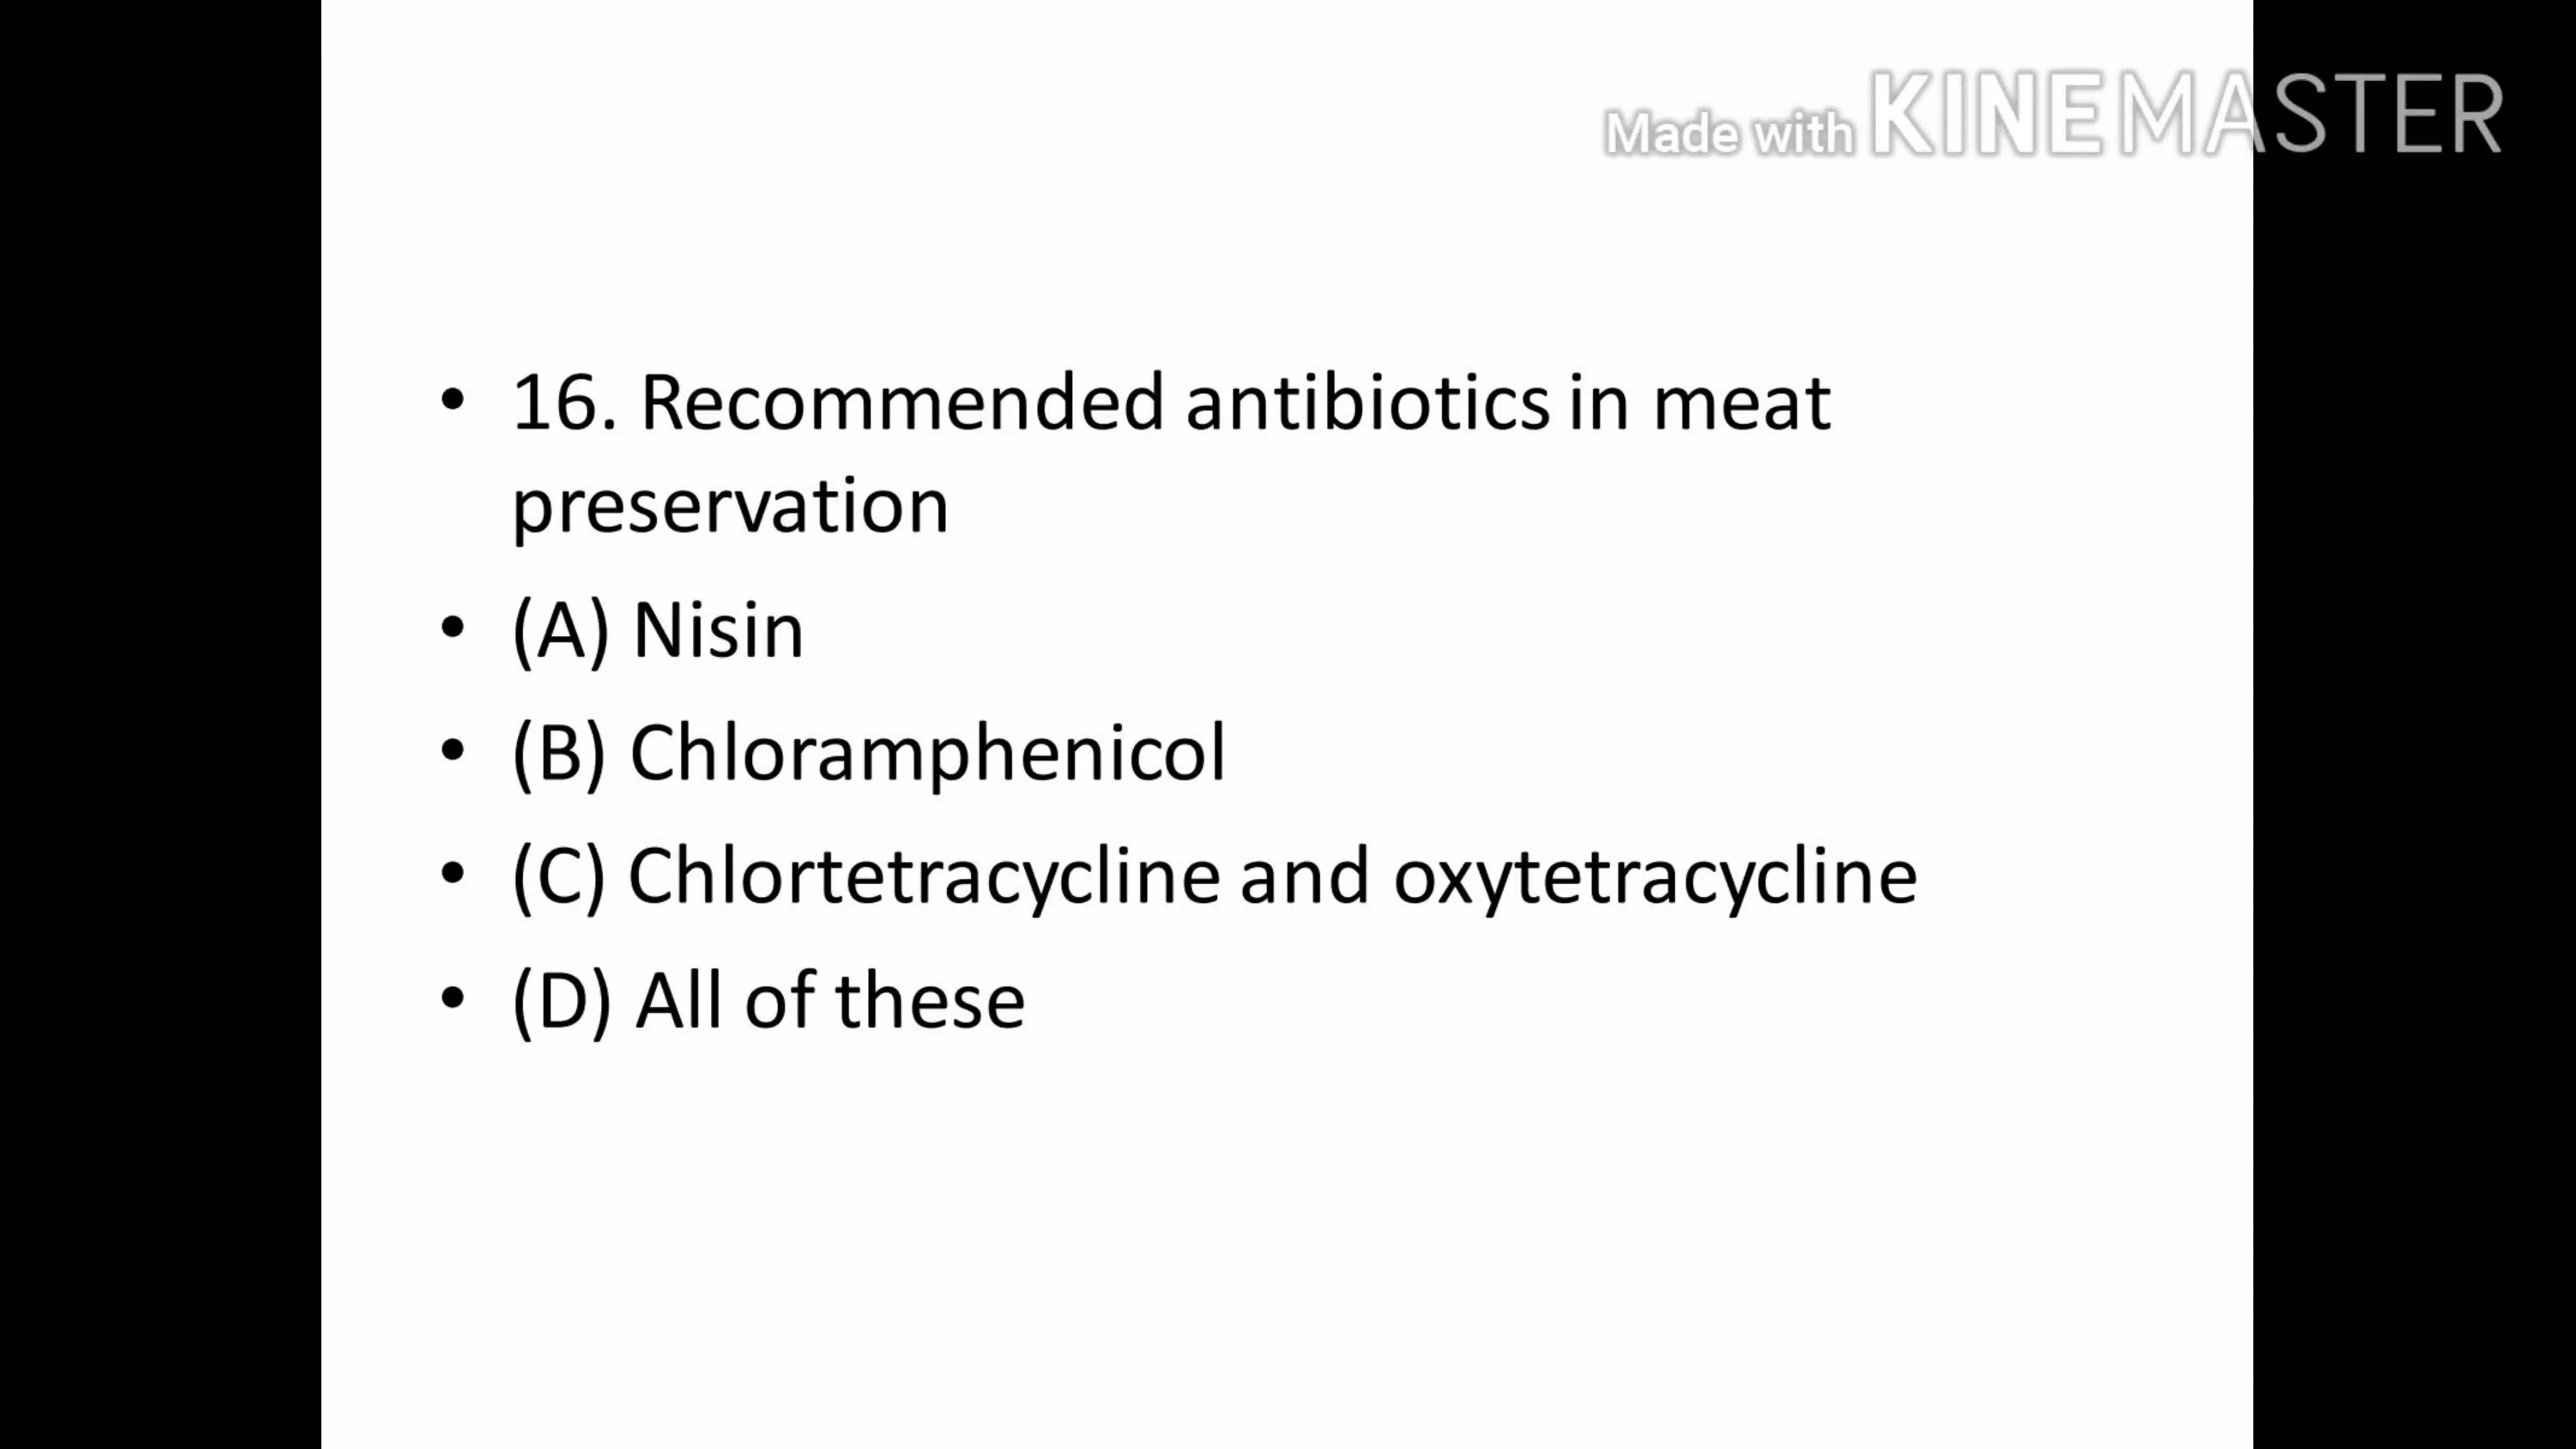 Made with KINEMASTER
• 16. Recommended antibiotics in meat
preservation
• (A) Nisin
• (B) Chloramphenicol
• (C) Chlortetracycline and oxytetracycline
• (D) All of these